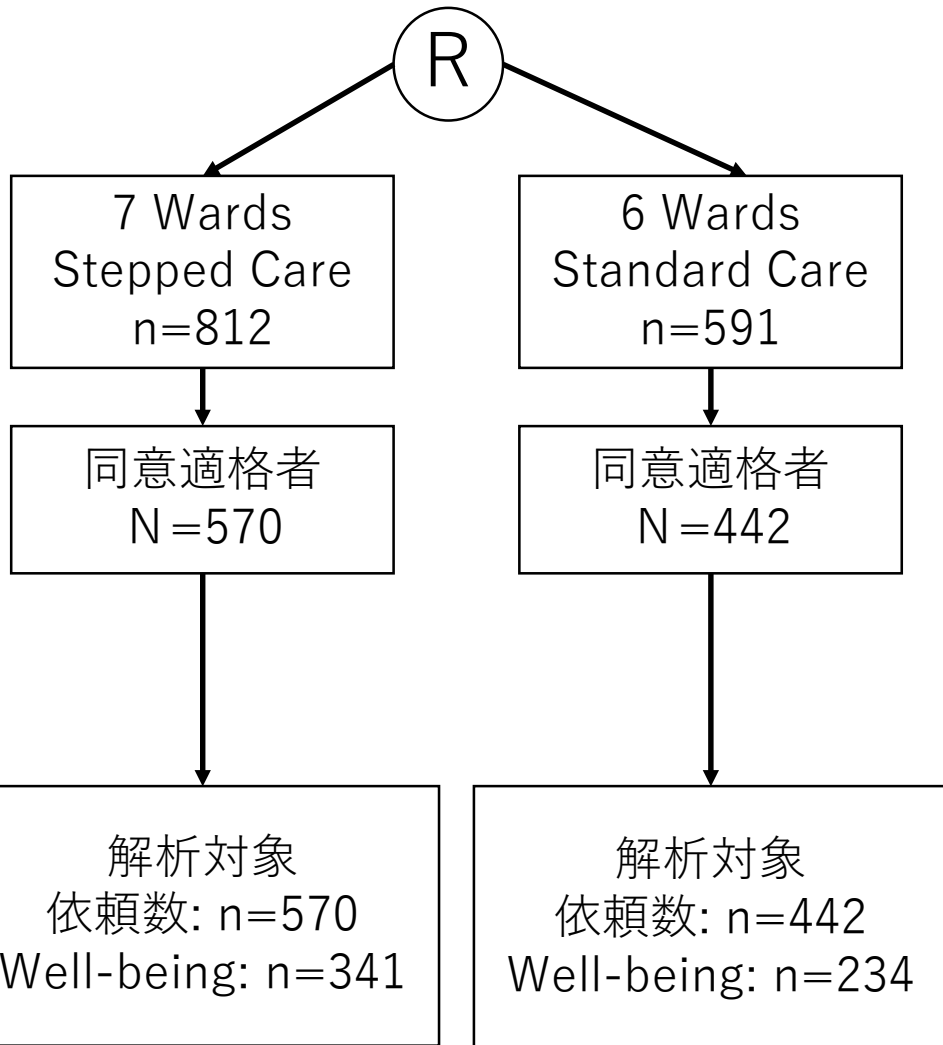 R
7 Wards
Stepped Care
n=812
6 Wards
Standard Care
n=591
同意適格者
N=570
同意適格者
N=442
解析対象
依頼数: n=570
Well-being: n=341
解析対象
依頼数: n=442
Well-being: n=234